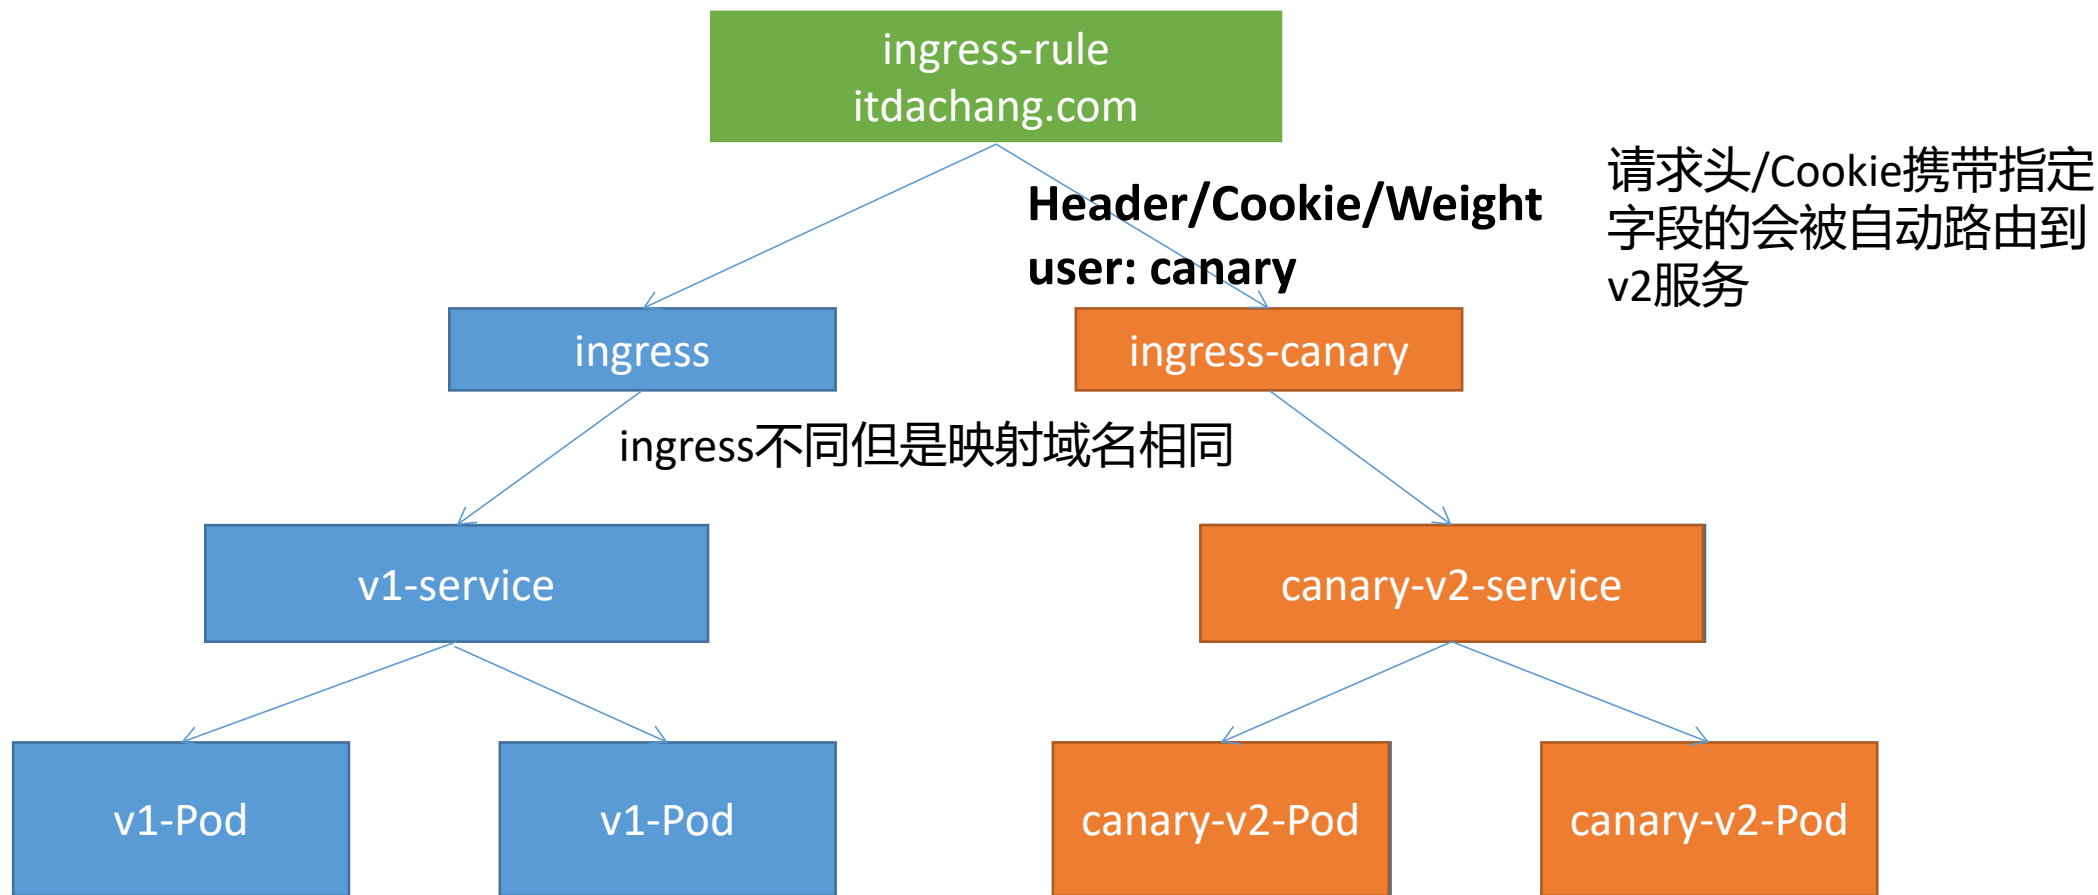 ingress-rule
itdachang.com
请求头/Cookie携带指定
字段的会被自动路由到
v2服务
Header/Cookie/Weight
user: canary
ingress
ingress-canary
ingress不同但是映射域名相同
v1-service
canary-v2-service
v1-Pod
v1-Pod
canary-v2-Pod
canary-v2-Pod